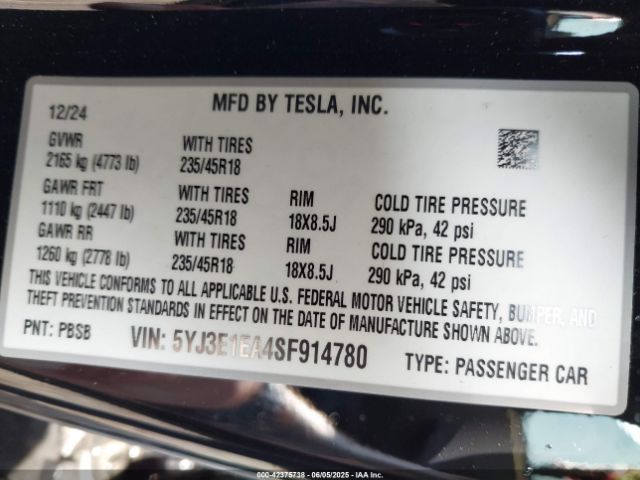 MFD BY TESLA, INC.
12/24
GVWR
2165 kg (4773 lb)
WITH TIRES
235/45R18
GAWR FRT
1110 kg (2447 lb)
WITH TIRES
235/45R18
RIM
18X8.5J
COLD TIRE PRESSURE
290 kPa, 42 psi
GAWR RR
1260 kg (2778 lb)
WITH TIRES
235/45R18
RIM
18X8.5J
COLD TIRE PRESSURE
290 kPa, 42 psi
THIS VEHICLE CONFORMS TO ALL APPLICABLE U.S. FEDERAL MOTOR VEHICLE SAFETY, BUMPER, AND
THEFT PREVENTION STANDARDS IN EFFECT ON THE DATE OF MANUFACTURE SHOWN ABOVE.
PNT: PBSB
VIN: 5YJ3E1EA4SF914780
TYPE: PASSENGER CAR
000-42375738 - 06/05/2025 - IAA Inc.